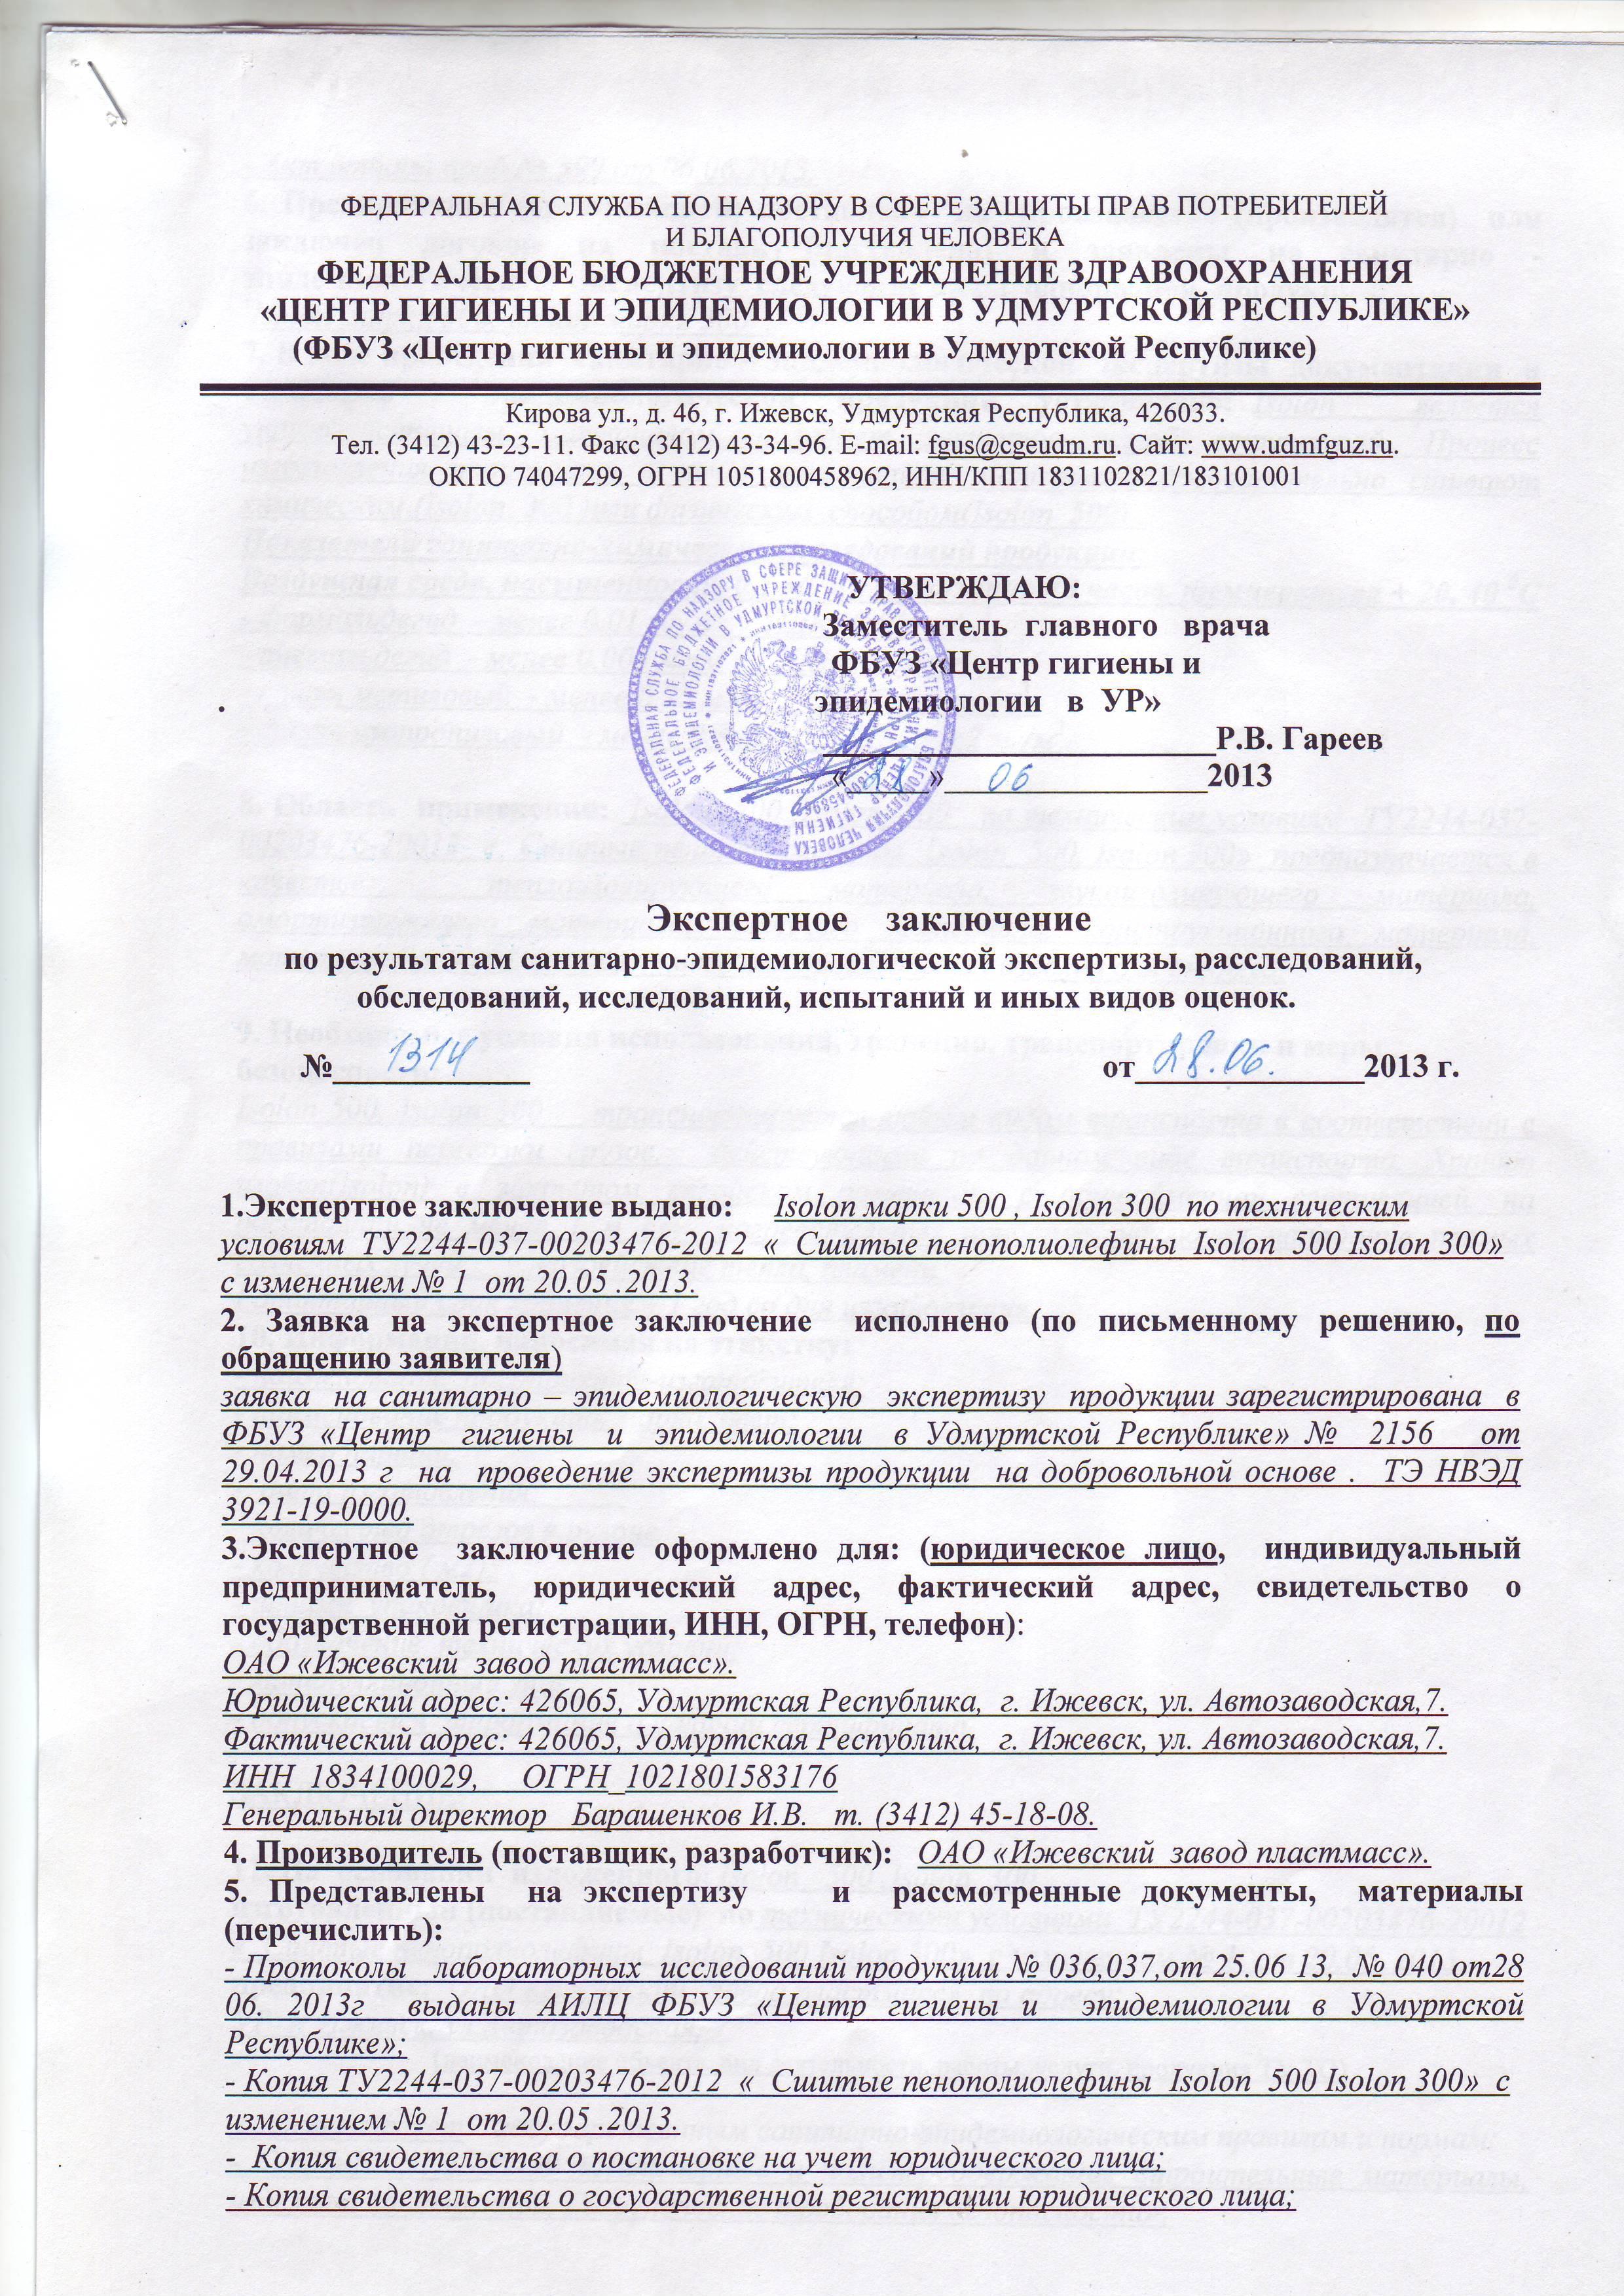 ФЕДЕРАЛЬНАЯ СЛУЖБА ПО НАДЗОРУ В СФЕРЕ ЗАЩИТЫ ПРАВ ПОТРЕБИТЕЛЕЙ
И БЛАГОПОЛУЧИЯ ЧЕЛОВЕКА
ФЕДЕРАЛЬНОЕ БЮДЖЕТНОЕ УЧРЕЖДЕНИЕ ЗДРАВООХРАНЕНИЯ
«ЦЕНТР ГИГИЕНЫ И ЭПИДЕМИОЛОГИИ В УДМУРТСКОЙ РЕСПУБЛИКЕ»
(ФБУЗ «Центр гигиены и эпидемиологии в Удмуртской Республике)
Кирова ул., д. 46, г. Ижевск, Удмуртская Республика, 426033.
Тел. (3412) 43-23-11. Факс (3412) 43-34-96. E-mail: fgus@cgeudm.ru. Сайт: www.udmfguz.ru.
ОКПО 74047299, ОГРН 1051800458962, ИНН/КПП 1831102821/183101001
УТВЕРЖДАЮ:
Заместитель главного врача
ФБУЗ «Центр гигиены и
эпидемиологии в УР»
Р.В. Гареев
«28» 06 2013
Экспертное заключение
по результатам санитарно-эпидемиологической экспертизы, расследований,
обследований, исследований, испытаний и иных видов оценок.
№ 1314 от 28.06. 2013 г.
1.Экспертное заключение выдано: Isolon марки 500 , Isolon 300 по техническим
условиям ТУ2244-037-00203476-2012 « Сшитые пенополиолефины Isolon 500 Isolon 300»
с изменением № 1 от 20.05 .2013.
2. Заявка на экспертное заключение исполнено (по письменному решению, по
обращению заявителя)
заявка на санитарно – эпидемиологическую экспертизу продукции зарегистрирована в
ФБУЗ «Центр гигиены и эпидемиологии в Удмуртской Республике» № 2156 от
29.04.2013 г на проведение экспертизы продукции на добровольной основе . ТЭ НВЭД
3921-19-0000.
3.Экспертное заключение оформлено для: (юридическое лицо, индивидуальный
предприниматель, юридический адрес, фактический адрес, свидетельство о
государственной регистрации, ИНН, ОГРН, телефон):
ОАО «Ижевский завод пластмасс».
Юридический адрес: 426065, Удмуртская Республика, г. Ижевск, ул. Автозаводская,7.
Фактический адрес: 426065, Удмуртская Республика, г. Ижевск, ул. Автозаводская,7.
ИНН 1834100029, ОГРН_1021801583176
Генеральный директор Барашенков И.В. т. (3412) 45-18-08.
4. Производитель (поставщик, разработчик): ОАО «Ижевский завод пластмасс».
5. Представлены на экспертизу и рассмотренные документы, материалы
(перечислить):
- Протоколы лабораторных исследований продукции № 036,037,от 25.06 13, № 040 от28
06. 2013г выданы АИЛЦ ФБУЗ «Центр гигиены и эпидемиологии в Удмуртской
Республике»;
- Копия ТУ2244-037-00203476-2012 « Сшитые пенополиолефины Isolon 500 Isolon 300» с
изменением № 1 от 20.05 .2013.
- Копия свидетельства о постановке на учет юридического лица;
- Копия свидетельства о государственной регистрации юридического лица;